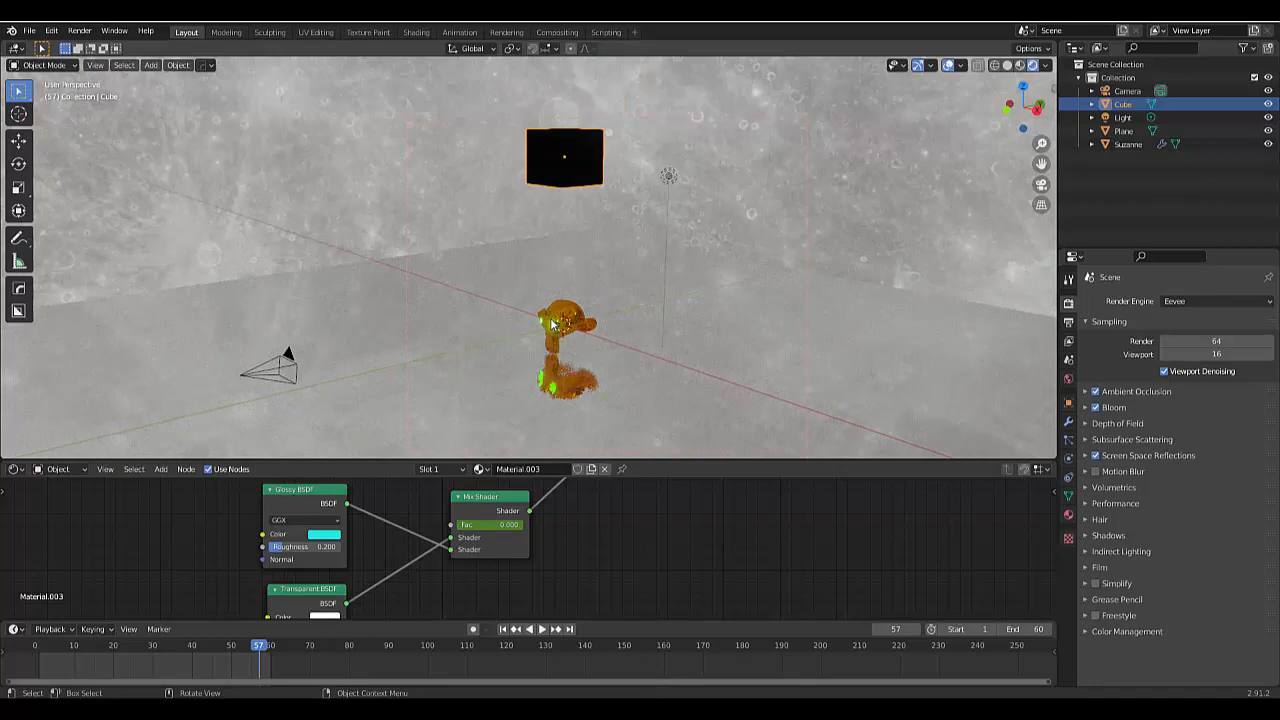 File Edit Render Window Help Layout Modeling Sculpting UV Editing Texture Paint Shading Animation Rendering Compositing Scripting + Scene View Layer
Global Options
Object Mode View Select Add Object
User Perspective
(57) Collection | Cube
Scene Collection
Collection
Camera
Cube
Light
Plane
Suzanne
Scene
Render Engine Eevee
Sampling
Render 64
Viewport 16
Viewport Denoising
Ambient Occlusion
Bloom
Depth of Field
Subsurface Scattering
Screen Space Reflections
Motion Blur
Volumetrics
Performance
Hair
Shadows
Indirect Lighting
Film
Simplify
Grease Pencil
Freestyle
Color Management
Object View Select Add Node Use Nodes Slot 1 Material.003
Glossy BSDF
BSDF
GGX
Color
Roughness 0.200
Normal
Mix Shader
Shader
Fac 0.000
Shader
Shader
Transparent BSDF
BSDF
Color
Material.003
Playback Keying View Marker 57 Start 1 End 60
0 10 20 30 40 50 57 60 70 80 90 100 110 120 130 140 150 160 170 180 190 200 210 220 230 240 250
Select Box Select Rotate View Object Context Menu 2.91.2